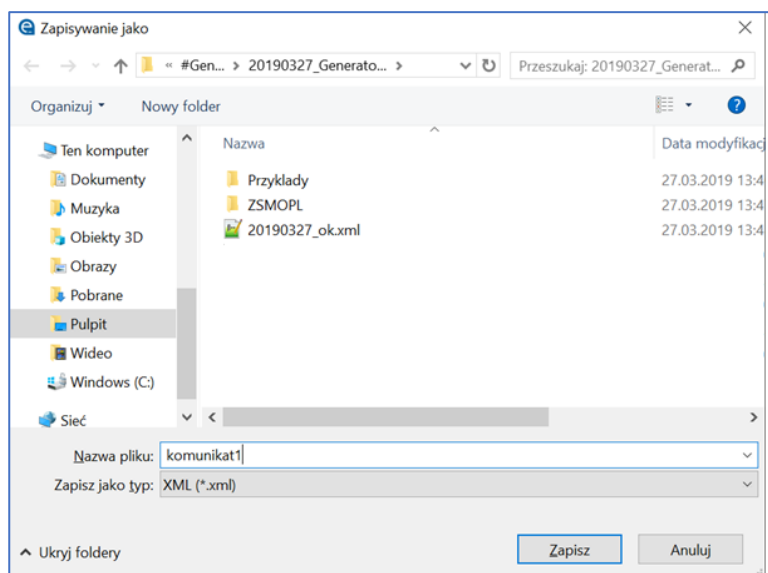 Zapisywanie jako
« #Gen... > 20190327_Generato... >
Przeszukaj: 20190327_Generat...
Organizuj
Nowy folder
Ten komputer
Dokumenty
Muzyka
Obiekty 3D
Obrazy
Pobrane
Pulpit
Wideo
Windows (C:)
Sieć
Nazwa
Data modyfikacj
Przyklady
27.03.2019 13:4
ZSMOPL
27.03.2019 13:4
20190327_ok.xml
27.03.2019 13:4
Nazwa pliku: komunikat1
Zapisz jako typ: XML (*.xml)
Ukryj foldery
Zapisz
Anuluj